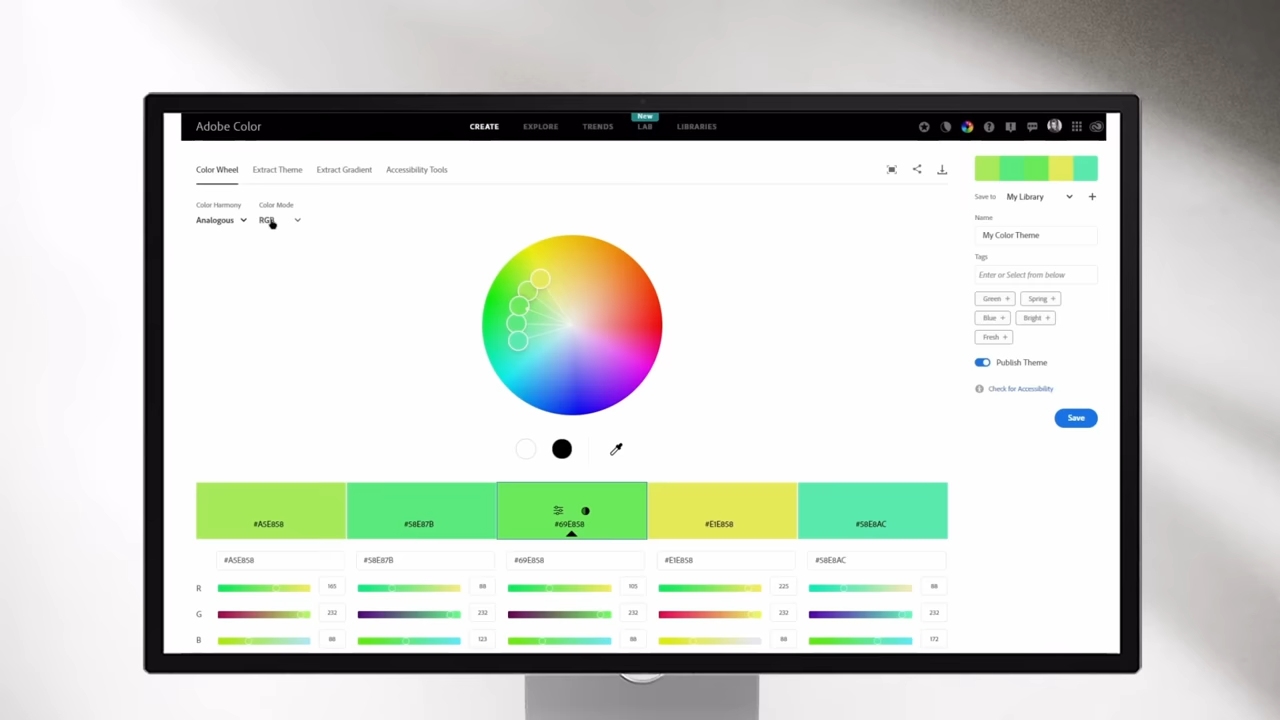 New
Adobe Color CREATE EXPLORE TRENDS LAB LIBRARIES
Color Wheel Extract Theme Extract Gradient Accessibility Tools
Color Harmony Color Mode
Analogous RGB
#A5E858 #58E87B #69E858 #E1E858 #58E8AC
#A5E858 #58E87B #69E858 #E1E858 #58E8AC
R 165 88 105 225 88
G 232 232 232 232 232
B 88 123 88 88 172
Save to My Library +
Name
My Color Theme
Tags
Enter or Select from below
Green + Spring +
Blue + Bright +
Fresh +
Publish Theme
Check for Accessibility
Save